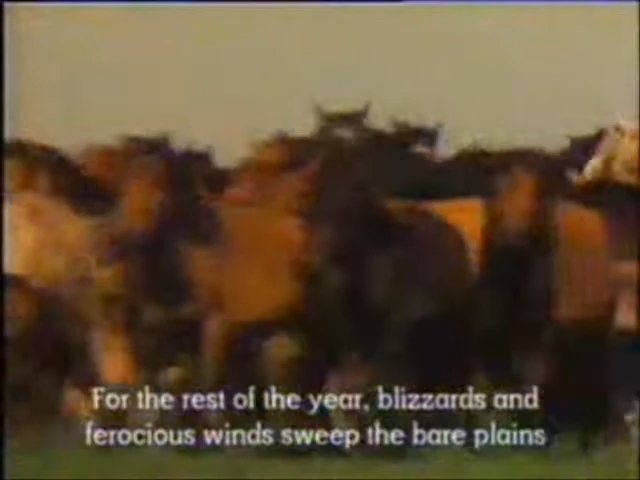 For the rest of the year, blizzards and
ferocious winds sweep the bare plains